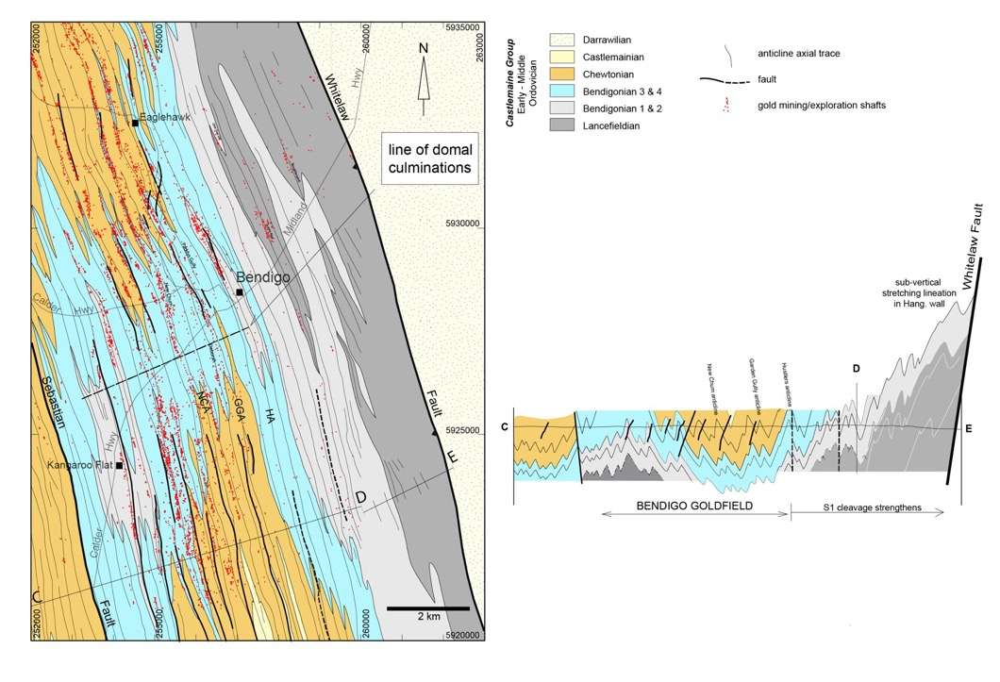 252000
255000
260000
5935000
263000
N
Hwy
Whitelaw
Eaglehawk
line of domal
culminations
5930000
Midland
Bendigo
Calder
Hwy
Sebastian
NCA
GGA
HA
Fault
5925000
Hwy
Kangaroo Flat
E
D
Calder
C
Fault
2 km
252000
255000
260000
5920000
Castlemaine Group
Early - Middle
Ordovician
Darrawilian
Castlemainian
Chewtonian
Bendigonian 3 & 4
Bendigonian 1 & 2
Lancefieldian
anticline axial trace
fault
gold mining/exploration shafts
Whitelaw Fault
sub-vertical
stretching lineation
in Hang. wall
New Chum anticline
Garden Gully anticline
Hustlers anticline
D
C
E
BENDIGO GOLDFIELD
S1 cleavage strengthens